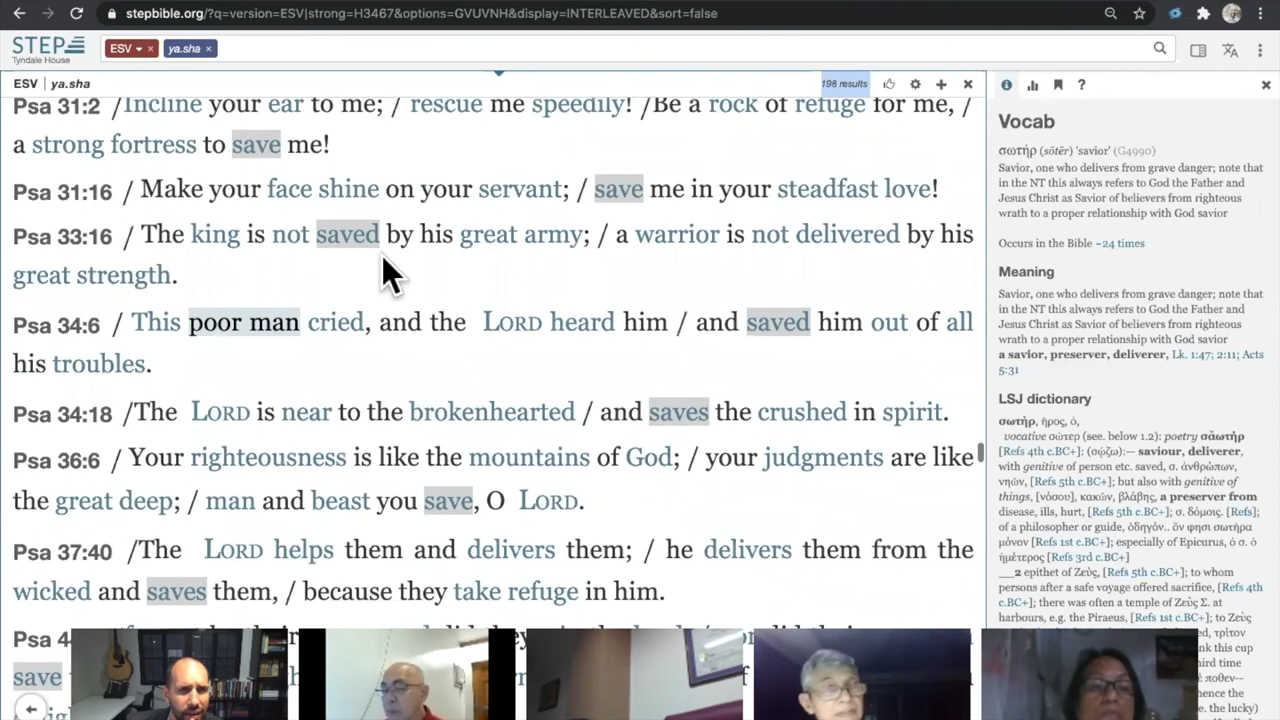 stepbible.org/?q=version=ESV|strong=H3467&options=GVUVNH&display=INTERLEAVED&sort=false
STEP
Tyndale House
ESV
ya.sha
ESV | ya.sha
198 results
Psa 31:2 /Incline your ear to me; / rescue me speedily! /Be a rock of refuge for me, /
a strong fortress to save me!
Psa 31:16 / Make your face shine on your servant; / save me in your steadfast love!
Psa 33:16 / The king is not saved by his great army; / a warrior is not delivered by his
great strength.
Psa 34:6 / This poor man cried, and the LORD heard him / and saved him out of all
his troubles.
Psa 34:18 /The LORD is near to the brokenhearted / and saves the crushed in spirit.
Psa 36:6 / Your righteousness is like the mountains of God; / your judgments are like
the great deep; / man and beast you save, O LORD.
Psa 37:40 /The LORD helps them and delivers them; / he delivers them from the
wicked and saves them, / because they take refuge in him.
Psa 4
save
?
Vocab
σωτήρ (sōtēr) 'savior' (G4990)
Savior, one who delivers from grave danger; note that
in the NT this always refers to God the Father and
Jesus Christ as Savior of believers from righteous
wrath to a proper relationship with God savior
Occurs in the Bible ~24 times
Meaning
Savior, one who delivers from grave danger; note that
in the NT this always refers to God the Father and
Jesus Christ as Savior of believers from righteous
wrath to a proper relationship with God savior
a savior, preserver, deliverer, Lk. 1:47; 2:11; Acts
5:31
LSJ dictionary
σωτήρ, ῆρος, ὁ,
vocative σῶτερ (see. below 1.2): poetry σᾰωτήρ
[Refs 4th c.BC+]: (σῴζω):— saviour, deliverer,
with genitive of person etc. saved, σ. ἀνθρώπων,
νηῶν, [Refs 5th c.BC+]; but also with genitive of
things, [νόσου], κακῶν, βλάβης, a preserver from
disease, ills, hurt, [Refs 5th c.BC+]; σ. δόμοις. [Refs];
of a philosopher or guide, ὁδηγὸν.. ὅν φησι σωτῆρα
μόνον [Refs 1st c.BC+]; especially of Epicurus, ὁ σ. ὁ
ἡμέτερος [Refs 3rd c.BC+]
__2 epithet of Ζεύς, [Refs 5th c.BC+]; to whom
persons after a safe voyage offered sacrifice, [Refs 4th
c.BC+]; there was often a temple of Ζεὺς Σ. at
harbours, e.g. the Piraeus, [Refs 1st c.BC+]; to Ζεὺς
τρίτον
this cup
time
ποθεν--
hence the
e. the lucky)